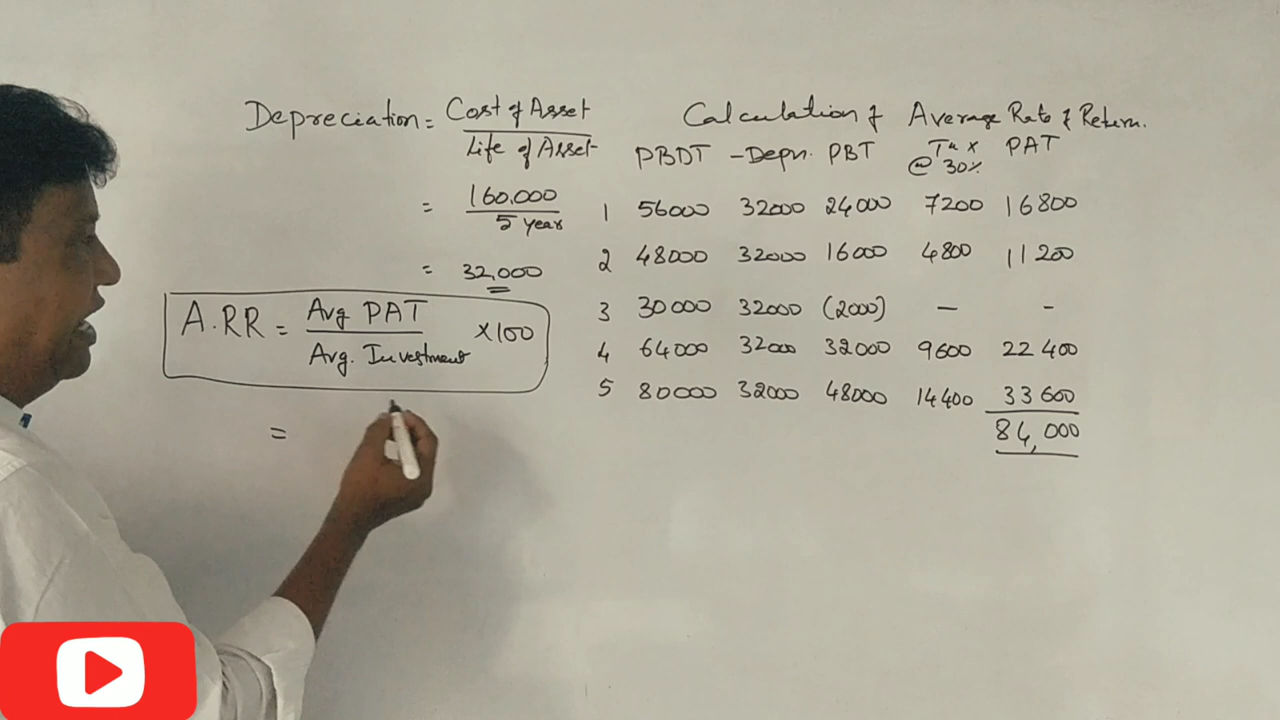 Depreciation = Cost of Asset
Life of Asset
= 160,000
5 year
= 32,000
A.RR = Avg PAT
Avg. Investment
×100
=
Calculation of Average Rate of Return.
PBDT -Depn. PBT Tax @ 30% PAT
1 56000 32000 24000 7200 16800
2 48000 32000 16000 4800 11200
3 30000 32000 (2000) — -
4 64000 32000 32000 9600 22400
5 80000 32000 48000 14400 33600
84,000